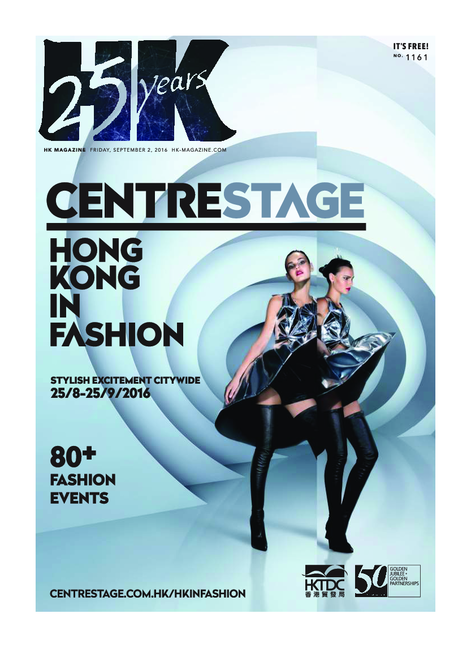 HK
25 years
IT'S FREE!
NO. 1161
HK MAGAZINE FRIDAY, SEPTEMBER 2, 2016 HK-MAGAZINE.COM
CENTRESTAGE
HONG
KONG
IN
FASHION
STYLISH EXCITEMENT CITYWIDE
25/8-25/9/2016
80+
FASHION
EVENTS
CENTRESTAGE.COM.HK/HKINFASHION
HKTDC
香港貿發局
50
GOLDEN
JUBILEE •
GOLDEN
PARTNERSHIPS